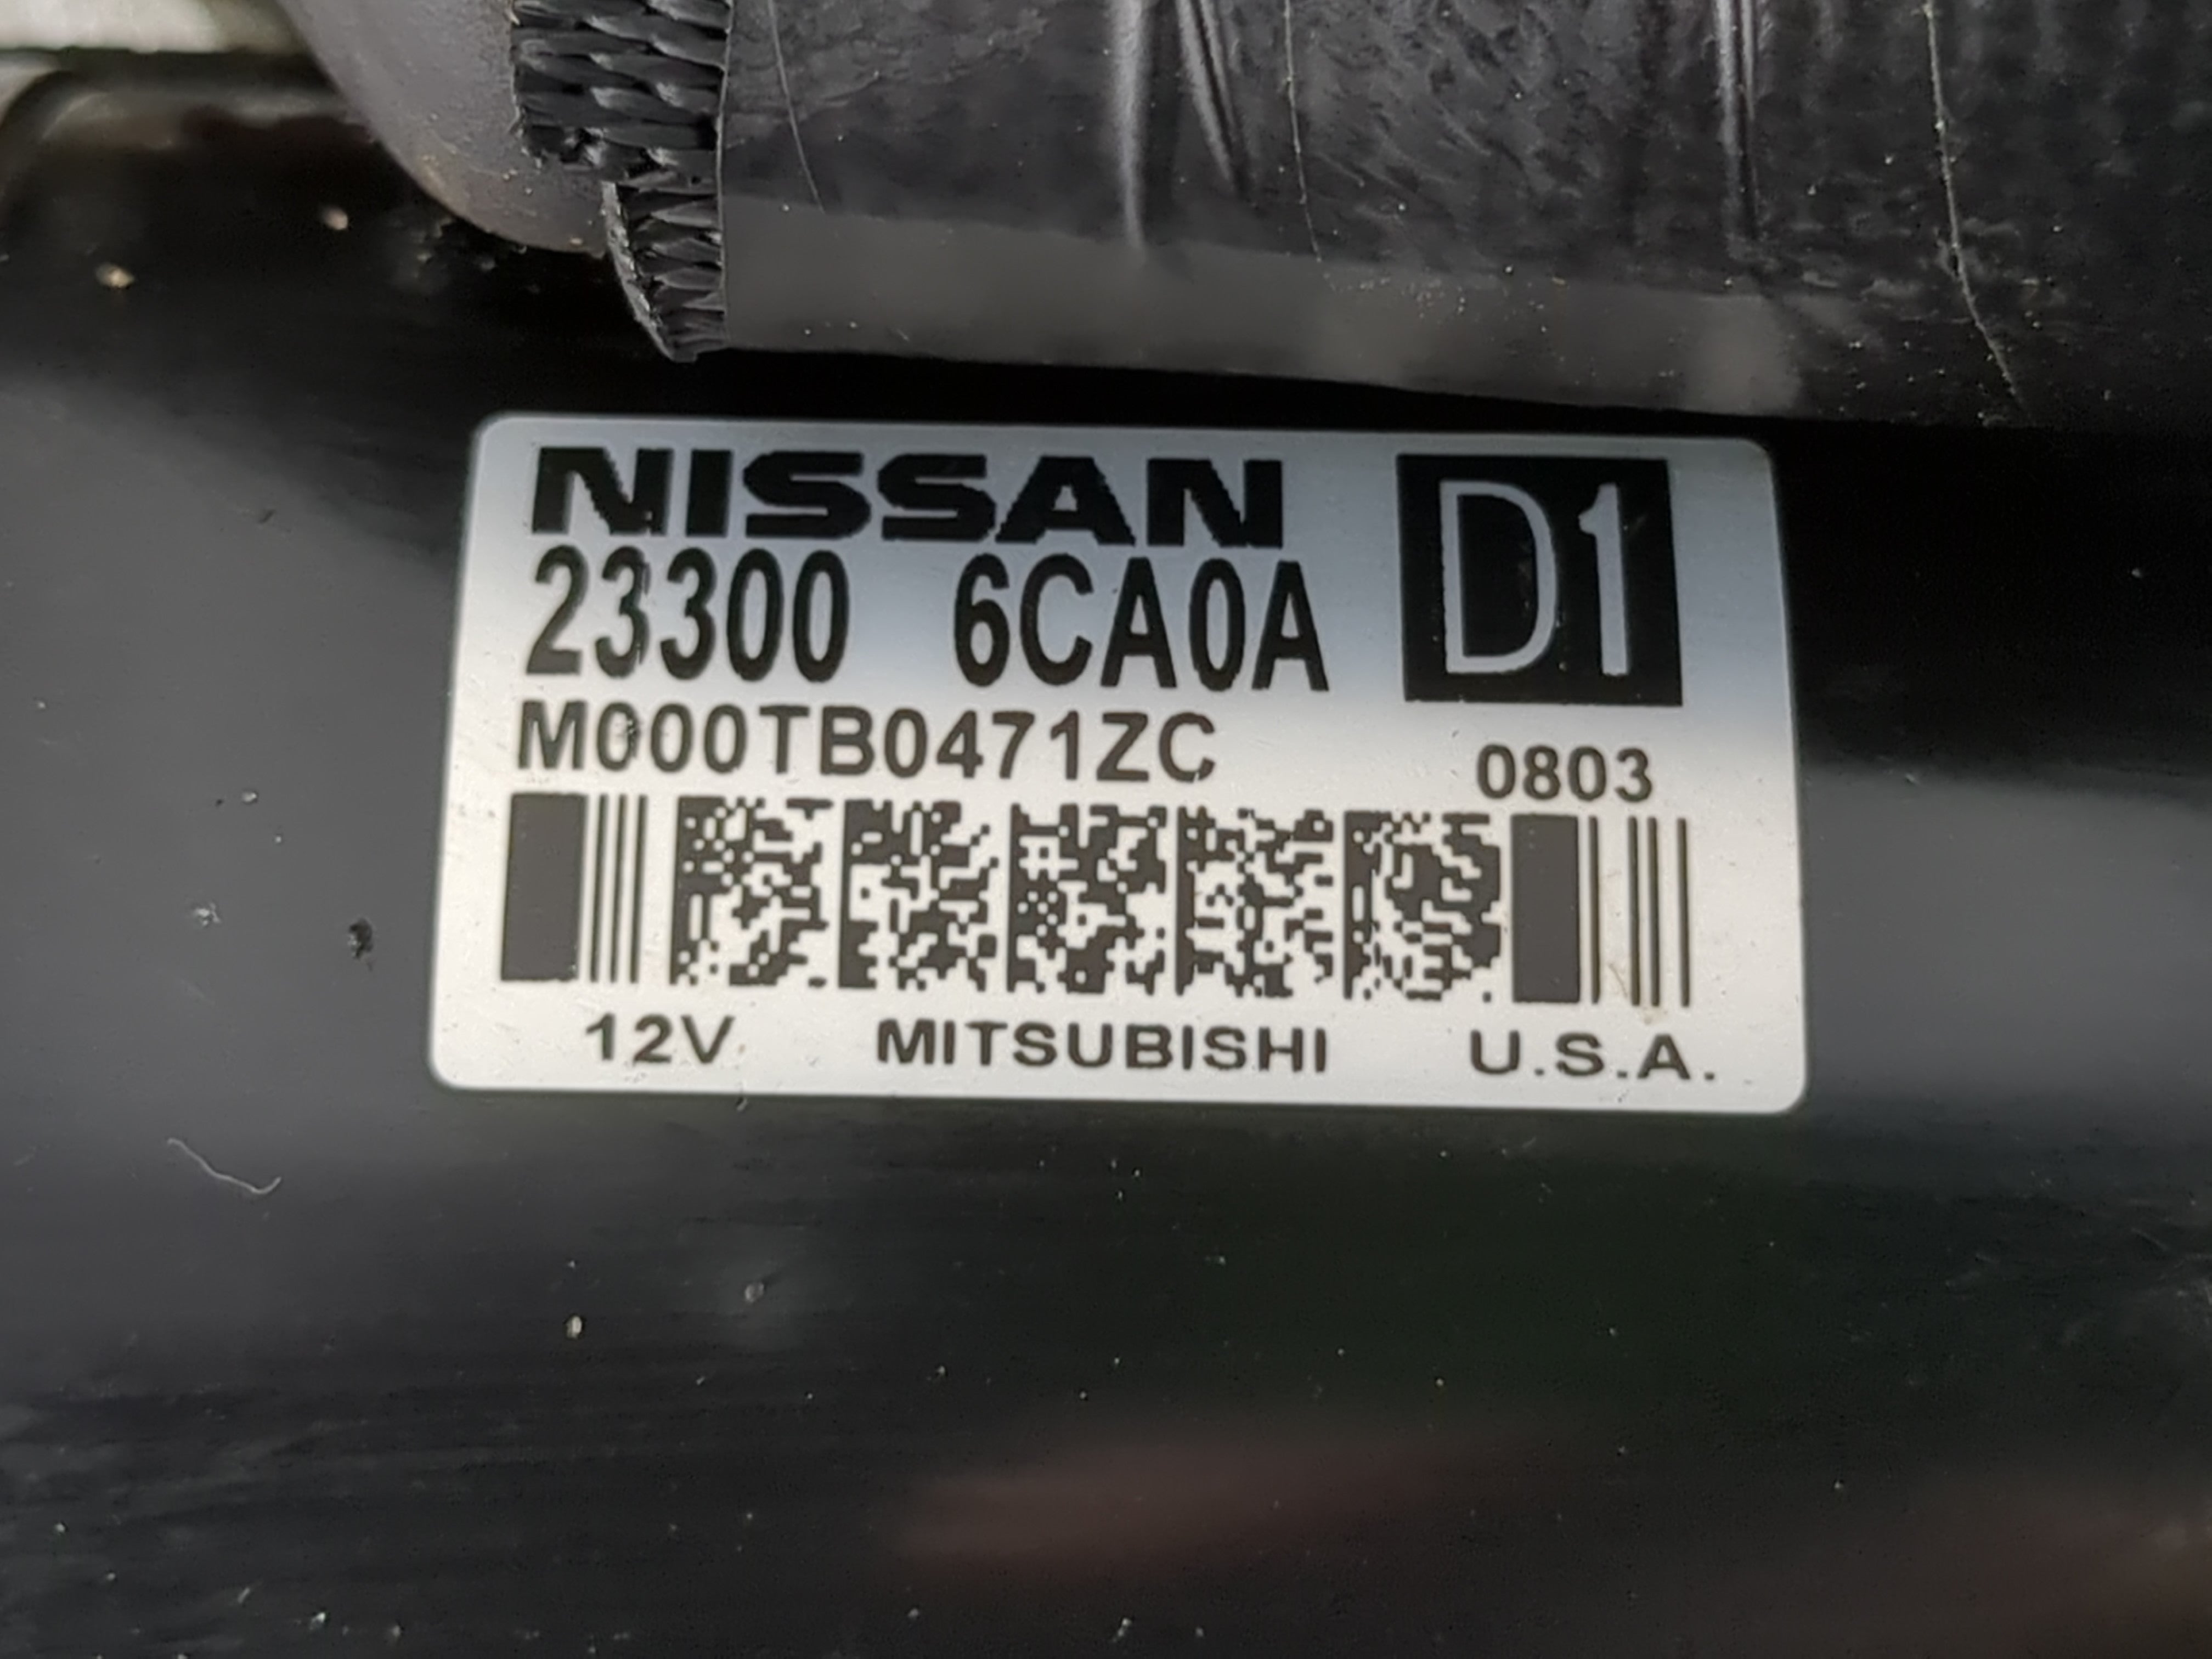 NISSAN D1
23300 6CA0A
M000TB0471ZC 0803
12V MITSUBISHI U.S.A.